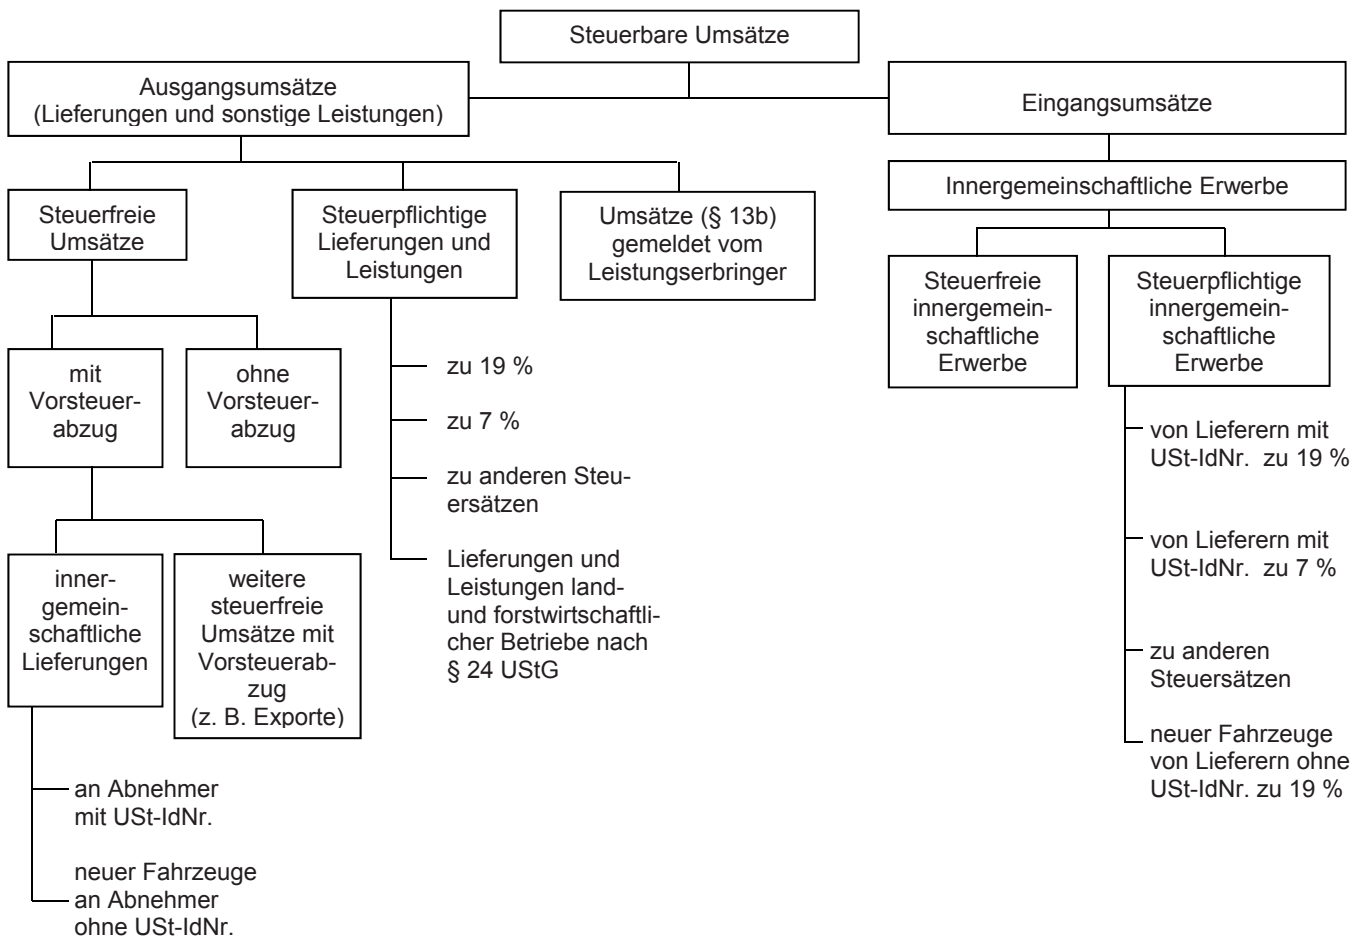 Steuerbare Umsätze
Ausgangsumsätze
(Lieferungen und sonstige Leistungen)
Eingangsumsätze
Innergemeinschaftliche Erwerbe
Steuerfreie
Umsätze
Steuerpflichtige
Lieferungen und
Leistungen
Umsätze (§ 13b)
gemeldet vom
Leistungserbringer
Steuerfreie
innergemein-
schaftliche
Erwerbe
Steuerpflichtige
innergemein-
schaftliche
Erwerbe
mit
Vorsteuer-
abzug
ohne
Vorsteuer-
abzug
zu 19 %
zu 7 %
zu anderen Steu-
ersätzen
Lieferungen und
Leistungen land-
und forstwirtschaftli-
cher Betriebe nach
§ 24 UStG
von Lieferern mit
USt-IdNr. zu 19 %
von Lieferern mit
USt-IdNr. zu 7 %
zu anderen
Steuersätzen
neuer Fahrzeuge
von Lieferern ohne
USt-IdNr. zu 19 %
inner-
gemein-
schaftliche
Lieferungen
weitere
steuerfreie
Umsätze mit
Vorsteuerab-
zug
(z. B. Exporte)
an Abnehmer
mit USt-IdNr.
neuer Fahrzeuge
an Abnehmer
ohne USt-IdNr.